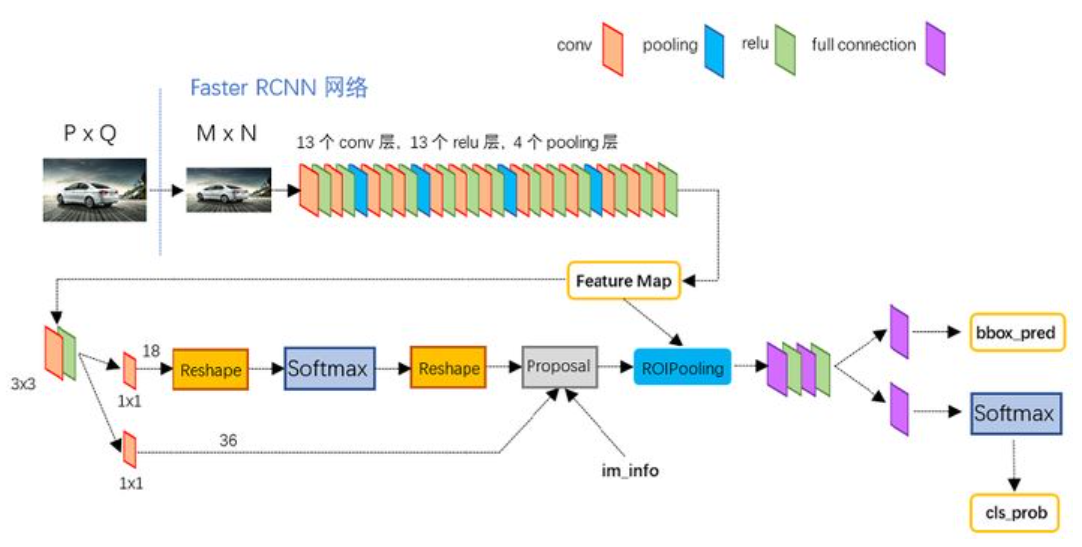 conv
pooling
relu
full connection
Faster RCNN 网络
P x Q
M x N
13 个 conv 层，13 个 relu 层，4 个 pooling 层
Feature Map
3x3
18
1x1
Reshape
Softmax
Reshape
Proposal
ROIPooling
bbox_pred
Softmax
36
1x1
im_info
cls_prob